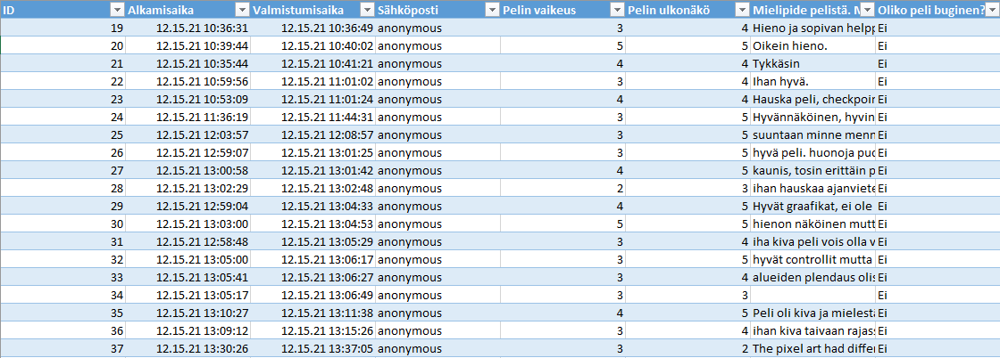 ID Alkamisaika Valmistumisaika Sähköposti Pelin vaikeus Pelin ulkonäkö Mielipide pelistä. M Oliko peli buginen?
19 12.15.21 10:36:31 12.15.21 10:36:49 anonymous 3 4 Hieno ja sopivan helpp Ei
20 12.15.21 10:39:44 12.15.21 10:40:02 anonymous 5 5 Oikein hieno. Ei
21 12.15.21 10:35:44 12.15.21 10:41:21 anonymous 4 4 Tykkäsin Ei
22 12.15.21 10:59:56 12.15.21 11:01:02 anonymous 3 4 Ihan hyvä. Ei
23 12.15.21 10:53:09 12.15.21 11:01:24 anonymous 4 4 Hauska peli, checkpoin Ei
24 12.15.21 11:36:19 12.15.21 11:44:31 anonymous 3 5 Hyvännäköinen, hyvin Ei
25 12.15.21 12:03:57 12.15.21 12:08:57 anonymous 3 5 suuntaan minne menn Ei
26 12.15.21 12:59:07 12.15.21 13:01:25 anonymous 3 5 hyvä peli. huonoja puo Ei
27 12.15.21 13:00:58 12.15.21 13:01:42 anonymous 4 5 kaunis, tosin erittäin p Ei
28 12.15.21 13:02:29 12.15.21 13:02:48 anonymous 2 3 ihan hauskaa ajanviete Ei
29 12.15.21 12:59:04 12.15.21 13:04:33 anonymous 4 5 Hyvät graafikat, ei ole Ei
30 12.15.21 13:03:00 12.15.21 13:04:53 anonymous 5 5 hienon näköinen mutt Ei
31 12.15.21 12:58:48 12.15.21 13:05:29 anonymous 3 4 iha kiva peli vois olla v Ei
32 12.15.21 13:05:00 12.15.21 13:06:17 anonymous 3 5 hyvät controllit mutta Ei
33 12.15.21 13:05:41 12.15.21 13:06:27 anonymous 3 4 alueiden plendaus olis Ei
34 12.15.21 13:05:17 12.15.21 13:06:49 anonymous 3 3 Ei
35 12.15.21 13:10:27 12.15.21 13:11:38 anonymous 4 5 Peli oli kiva ja mielestä Ei
36 12.15.21 13:09:12 12.15.21 13:15:26 anonymous 3 4 ihan kiva taivaan rajass Ei
37 12.15.21 13:30:26 12.15.21 13:37:05 anonymous 3 2 The pixel art had differ Ei